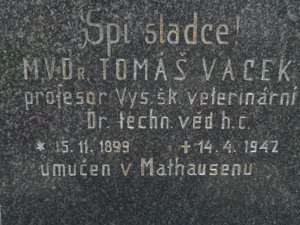 Spi sladce!
MVDr. TOMÁŠ VACEK
profesor Vys. šk. veterinární
Dr. techn. věd h. c.
* 15. 11. 1899 + 14. 4. 1942
umučen v Mathausenu